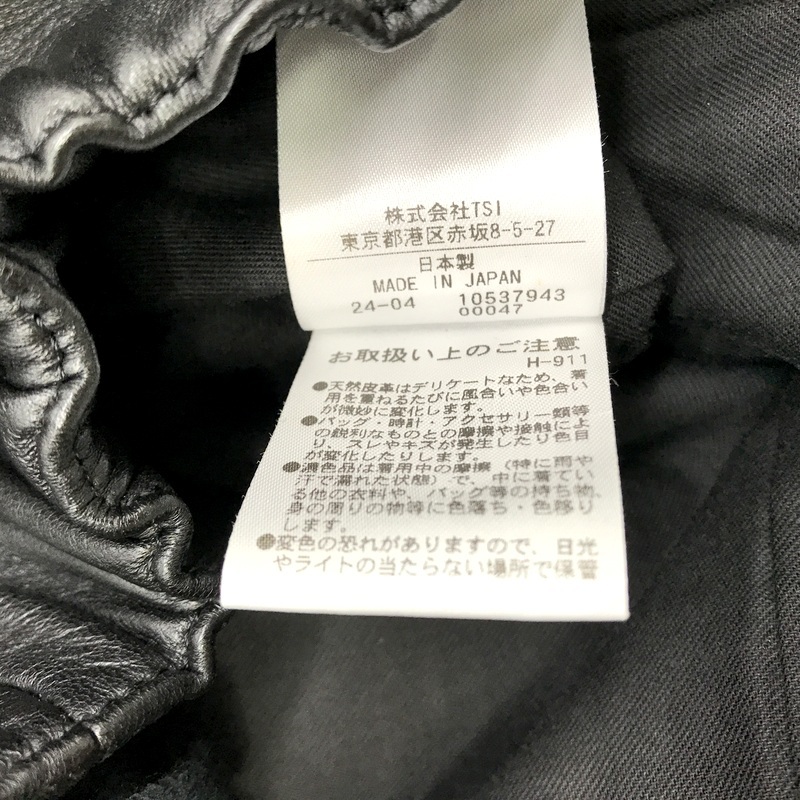 株式会社TSI
東京都港区赤坂8-5-27
日本製
MADE IN JAPAN
24-04 10537943
00047
お取扱い上のご注意
H-911
●天然皮革はデリケートなため、着
用を重ねるたびに風合いや色合い
が微妙に変化します。
●バッグ・時計・アクセサリー類等
の鋭利なものとの摩擦や接触によ
り、スレやキズが発生したり色目
が変化したりします。
●濃色品は着用中の摩擦（特に雨や
汗で濡れた状態）で、中に着てい
る他の衣料や、バッグ等の持ち物、
身の周りの物等に色落ち・色移り
します。
●変色の恐れがありますので、日光
やライトの当たらない場所で保管